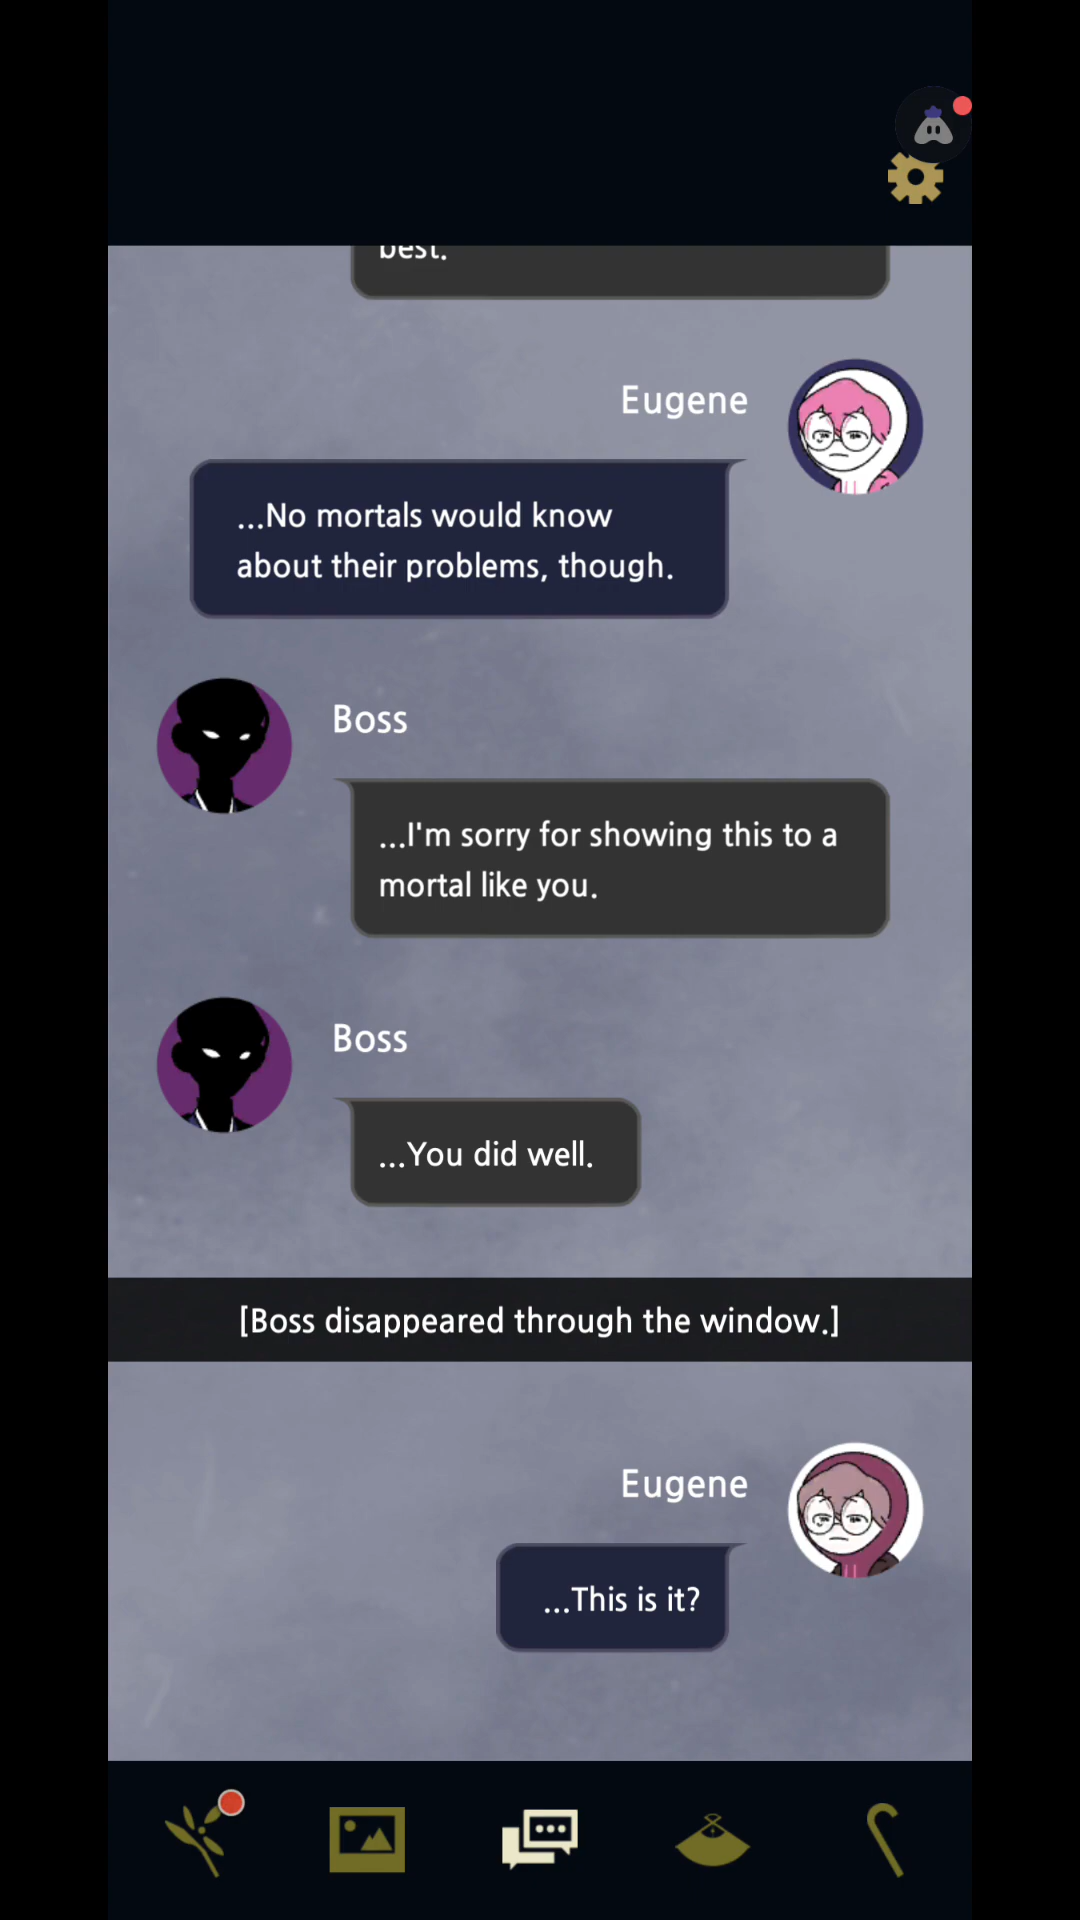 best.
Eugene
...No mortals would know
about their problems, though.
Boss
...I'm sorry for showing this to a
mortal like you.
Boss
...You did well.
[Boss disappeared through the window.]
Eugene
...This is it?